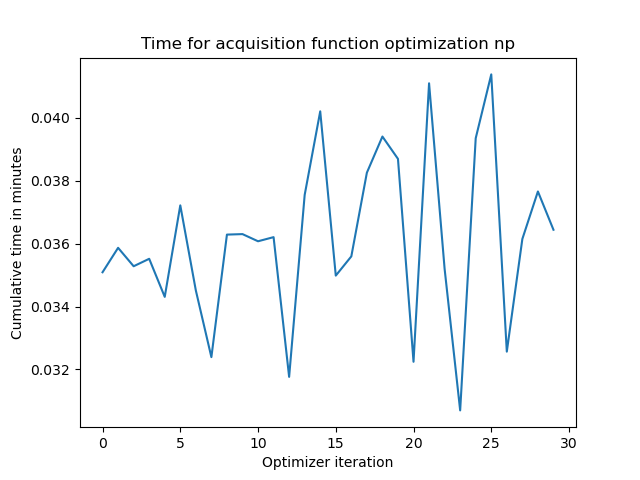 Time for acquisition function optimization np
Cumulative time in minutes
0.040
0.038
0.036
0.034
0.032
0 5 10 15 20 25 30
Optimizer iteration